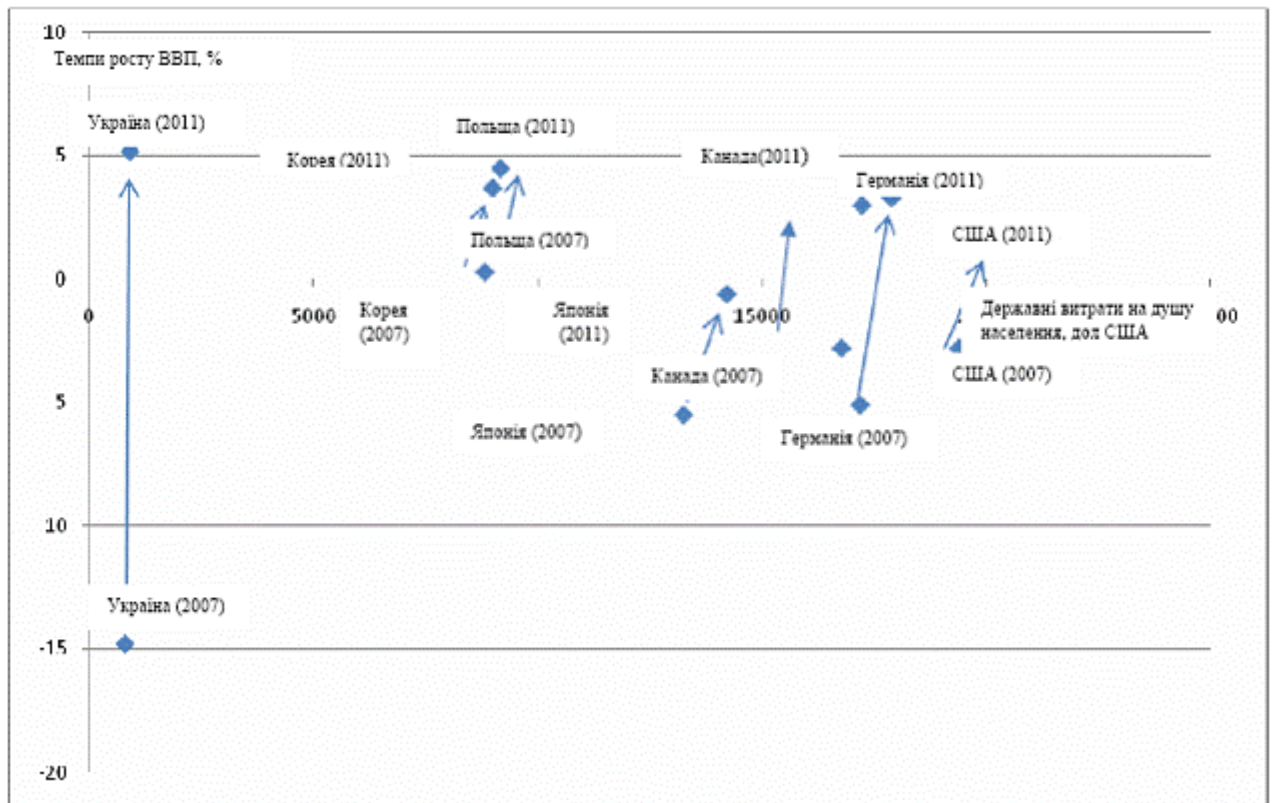 10
Темпи росту ВВП, %
Україна (2011)
Польща (2011)
5
Корея (2011)
Канада(2011)
Германія (2011)
Польща (2007)
США (2011)
0
0
5000
Корея
(2007)
Японія
(2011)
15000
Державні витрати на душу
населення, дол США
00
Канада (2007)
США (2007)
5
Японія (2007)
Германія (2007)
10
Україна (2007)
-15
-20